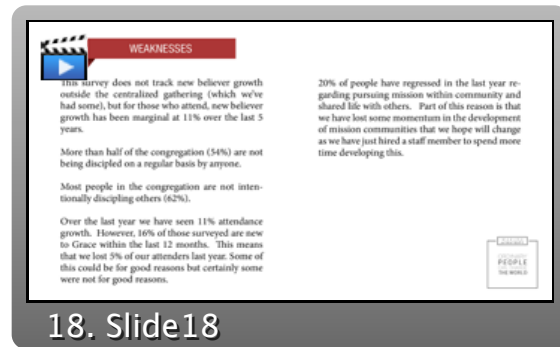 WEAKNESSES
This survey does not track new believer growth
outside the centralized gathering (which we've
had some), but for those who attend, new believer
growth has been marginal at 11% over the last 5
years.
More than half of the congregation (54%) are not
being discipled on a regular basis by anyone.
Most people in the congregation are not inten-
tionally discipling others (62%).
Over the last year we have seen 11% attendance
growth. However, 16% of those surveyed are new
to Grace within the last 12 months. This means
that we lost 5% of our attenders last year. Some of
this could be for good reasons but certainly some
were not for good reasons.
20% of people have regressed in the last year re-
garding pursuing mission within community and
shared life with others. Part of this reason is that
we have lost some momentum in the development
of mission communities that we hope will change
as we have just hired a staff member to spend more
time developing this.
PEOPLE
THE WORLD
18. Slide18